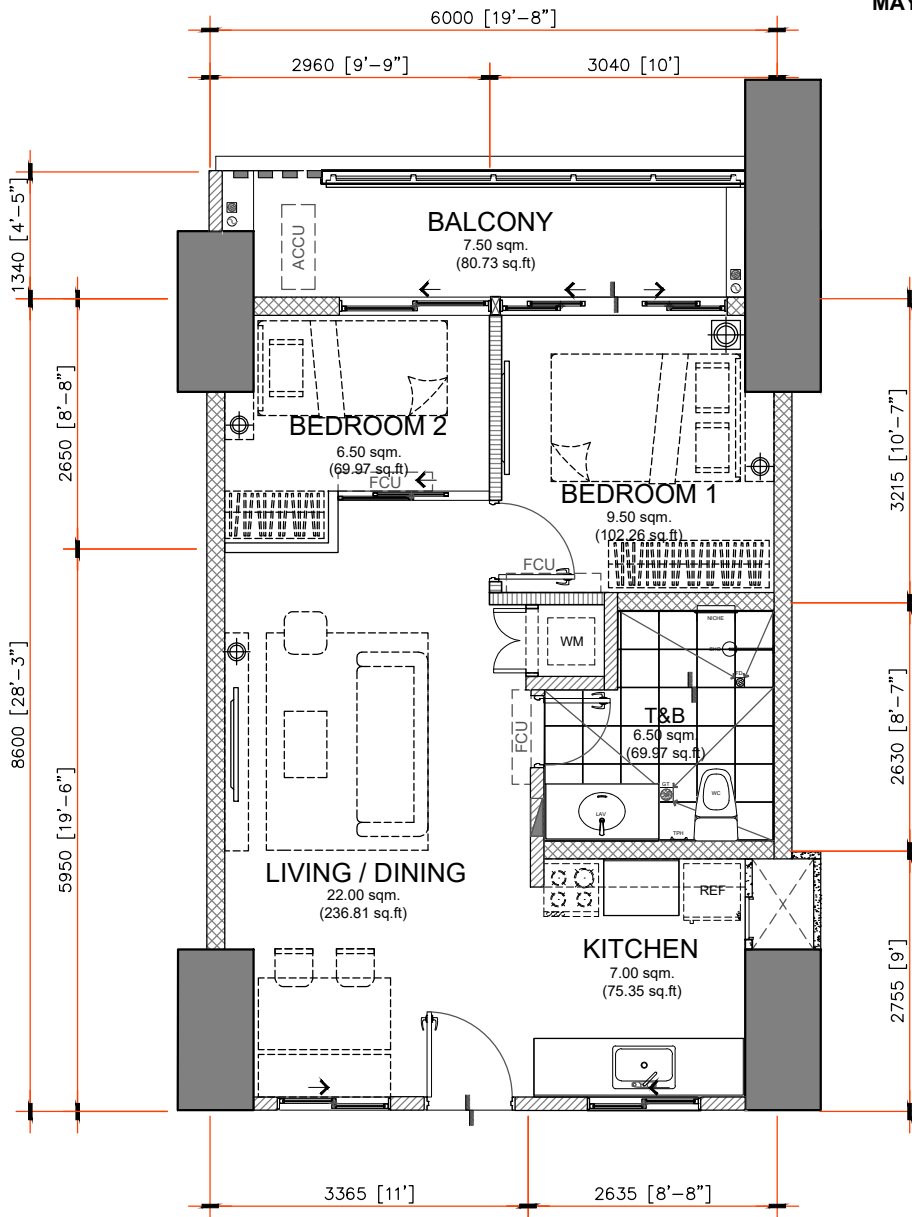 MAY
6000 [19'-8"]
2960 [9'-9"]
3040 [10']
1340 [4'-5"]
ACCU
BALCONY
7.50 sqm.
(80.73 sq.ft)
2650 [8'-8"]
BEDROOM 2
6.50 sqm.
(69.97 sq.ft)
FCU
BEDROOM 1
9.50 sqm.
(102.26 sq.ft)
FCU
3215 [10'-7"]
8600 [28'-3"]
WM
NICHE
SHO
FD
FCU
T&B
6.50 sqm.
(69.97 sq.ft)
GT
WC
LAV
TPH
2630 [8'-7"]
5950 [19'-6"]
LIVING / DINING
22.00 sqm.
(236.81 sq.ft)
REF
X
KITCHEN
7.00 sqm.
(75.35 sq.ft)
2755 [9']
3365 [11']
2635 [8'-8"]